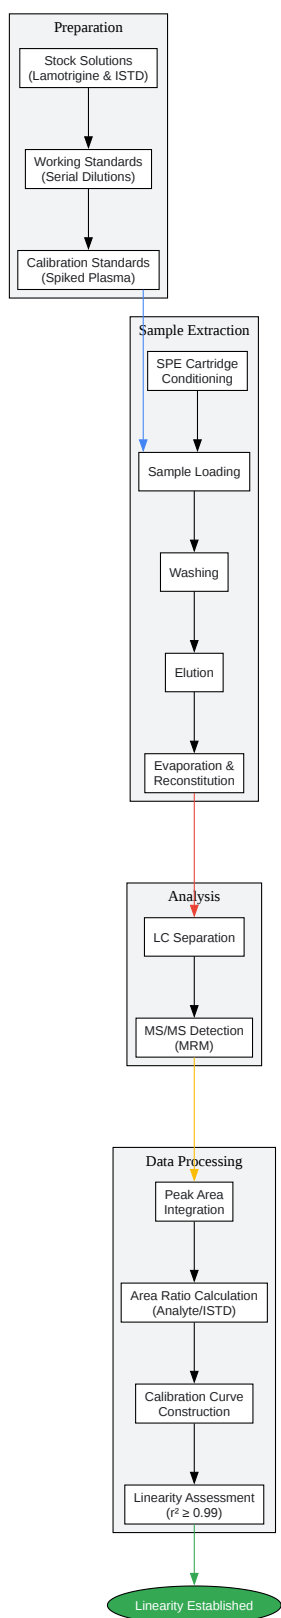 Preparation
Stock Solutions
(Lamotrigine & ISTD)
Working Standards
(Serial Dilutions)
Calibration Standards
(Spiked Plasma)
Sample Extraction
SPE Cartridge
Conditioning
Sample Loading
Washing
Elution
Evaporation &
Reconstitution
Analysis
LC Separation
MS/MS Detection
(MRM)
Data Processing
Peak Area
Integration
Area Ratio Calculation
(Analyte/ISTD)
Calibration Curve
Construction
Linearity Assessment
(r² ≥ 0.99)
Linearity Established